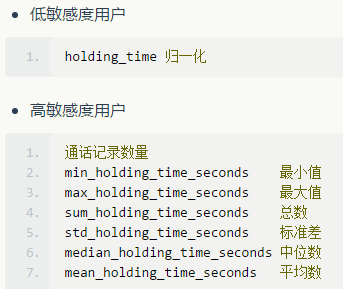 低敏感度用户
1. holding_time 归一化
高敏感度用户
1. 通话记录数量
2. min_holding_time_seconds 最小值
3. max_holding_time_seconds 最大值
4. sum_holding_time_seconds 总数
5. std_holding_time_seconds 标准差
6. median_holding_time_seconds 中位数
7. mean_holding_time_seconds 平均数